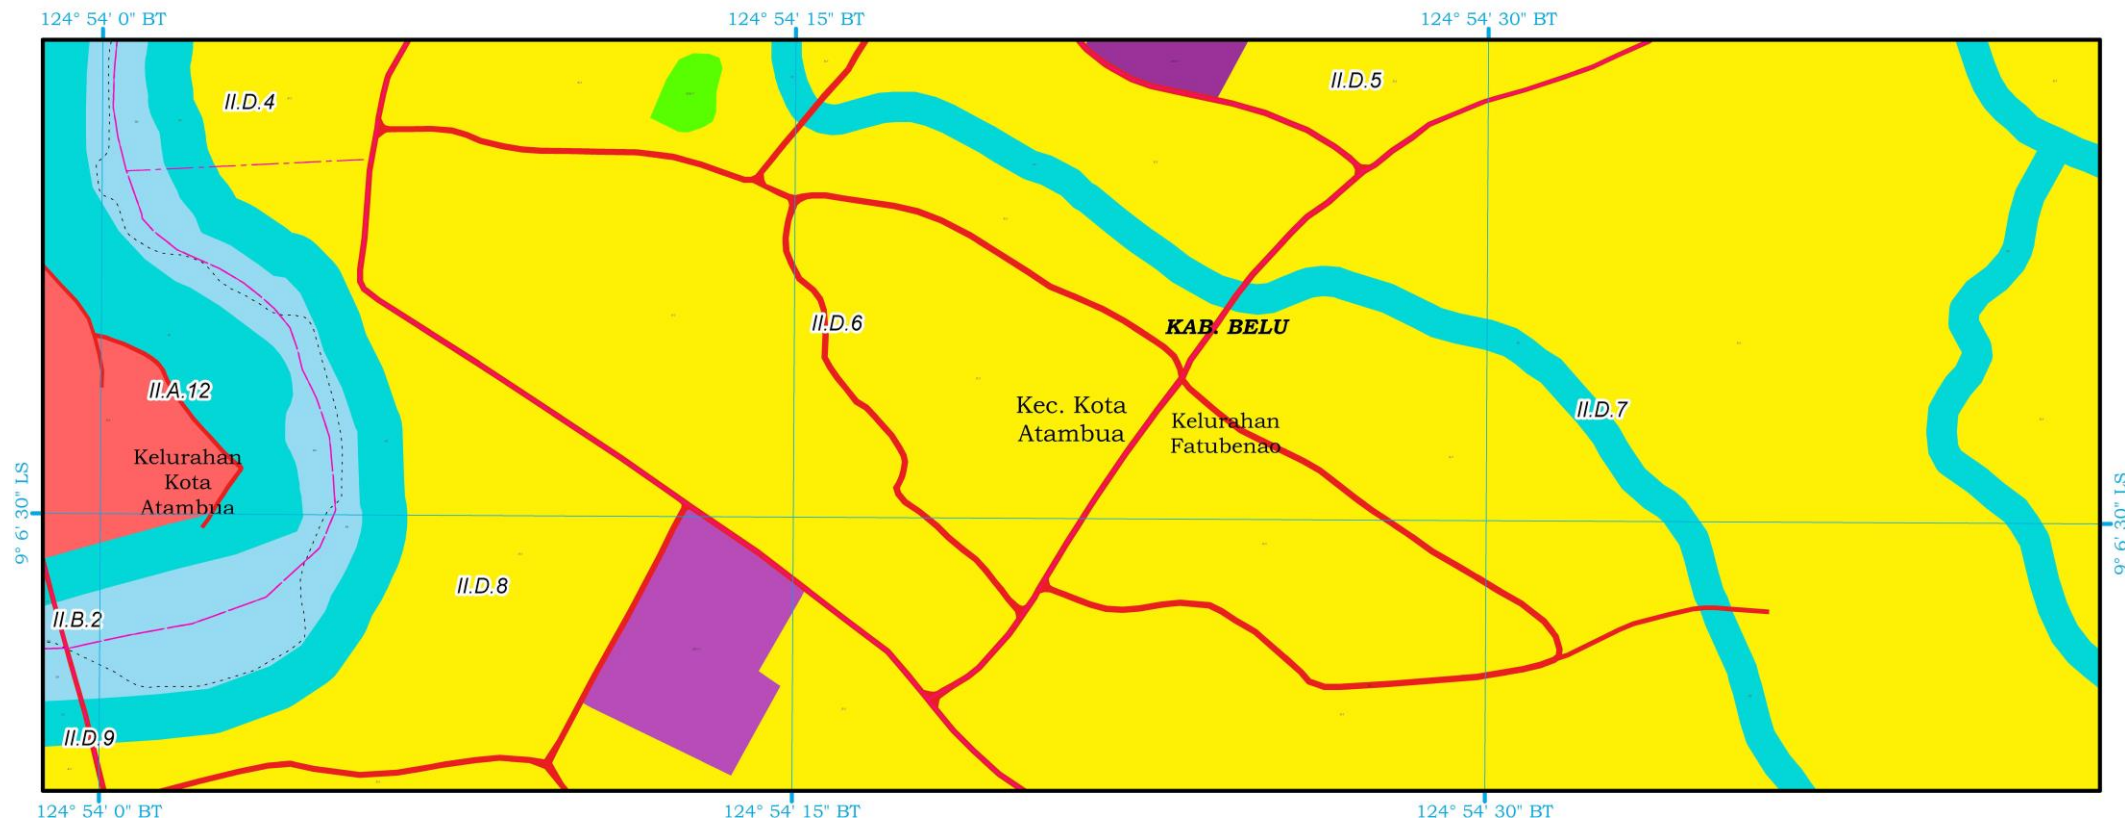 124° 54' 0" BT
124° 54' 15" BT
124° 54' 30" BT
II.D.4
II.D.5
II.D.6
KAB. BELU
II.A.12
Kec. Kota
Atambua
Kelurahan
Fatubenao
II.D.7
Kelurahan
Kota
Atambua
9° 6' 30" LS
9° 6' 30" LS
II.D.8
II.B.2
II.D.9
124° 54' 0" BT
124° 54' 15" BT
124° 54' 30" BT